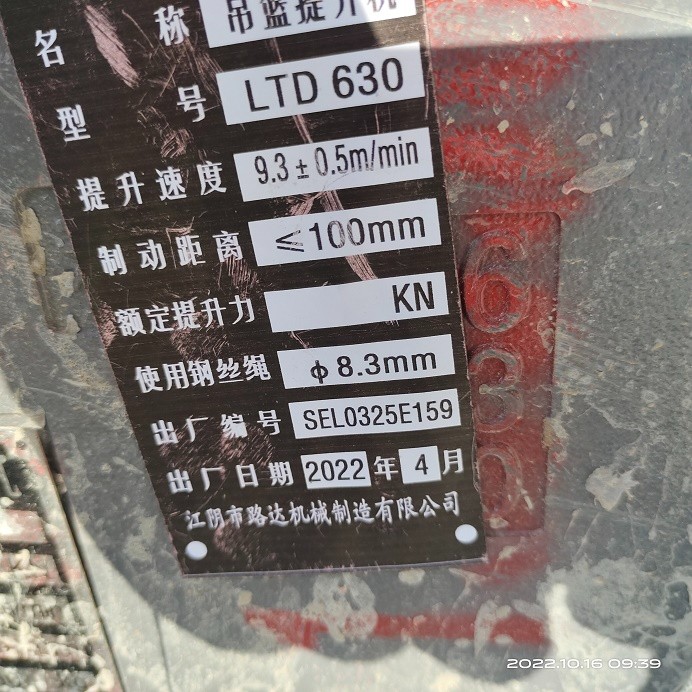 名 称 吊篮提升机
型 号 LTD 630
提升速度 9.3±0.5m/min
制动距离 ≤100mm
额定提升力 KN
使用钢丝绳 ф8.3mm
出厂编号 SEL0325E159
出厂日期 2022年4月
江阴市路达机械制造有限公司
630
2022.10.16 09:39